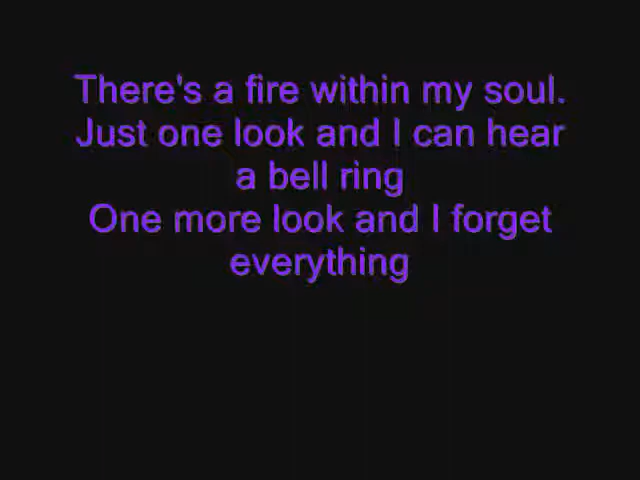 There's a fire within my soul.
Just one look and I can hear
a bell ring
One more look and I forget
everything